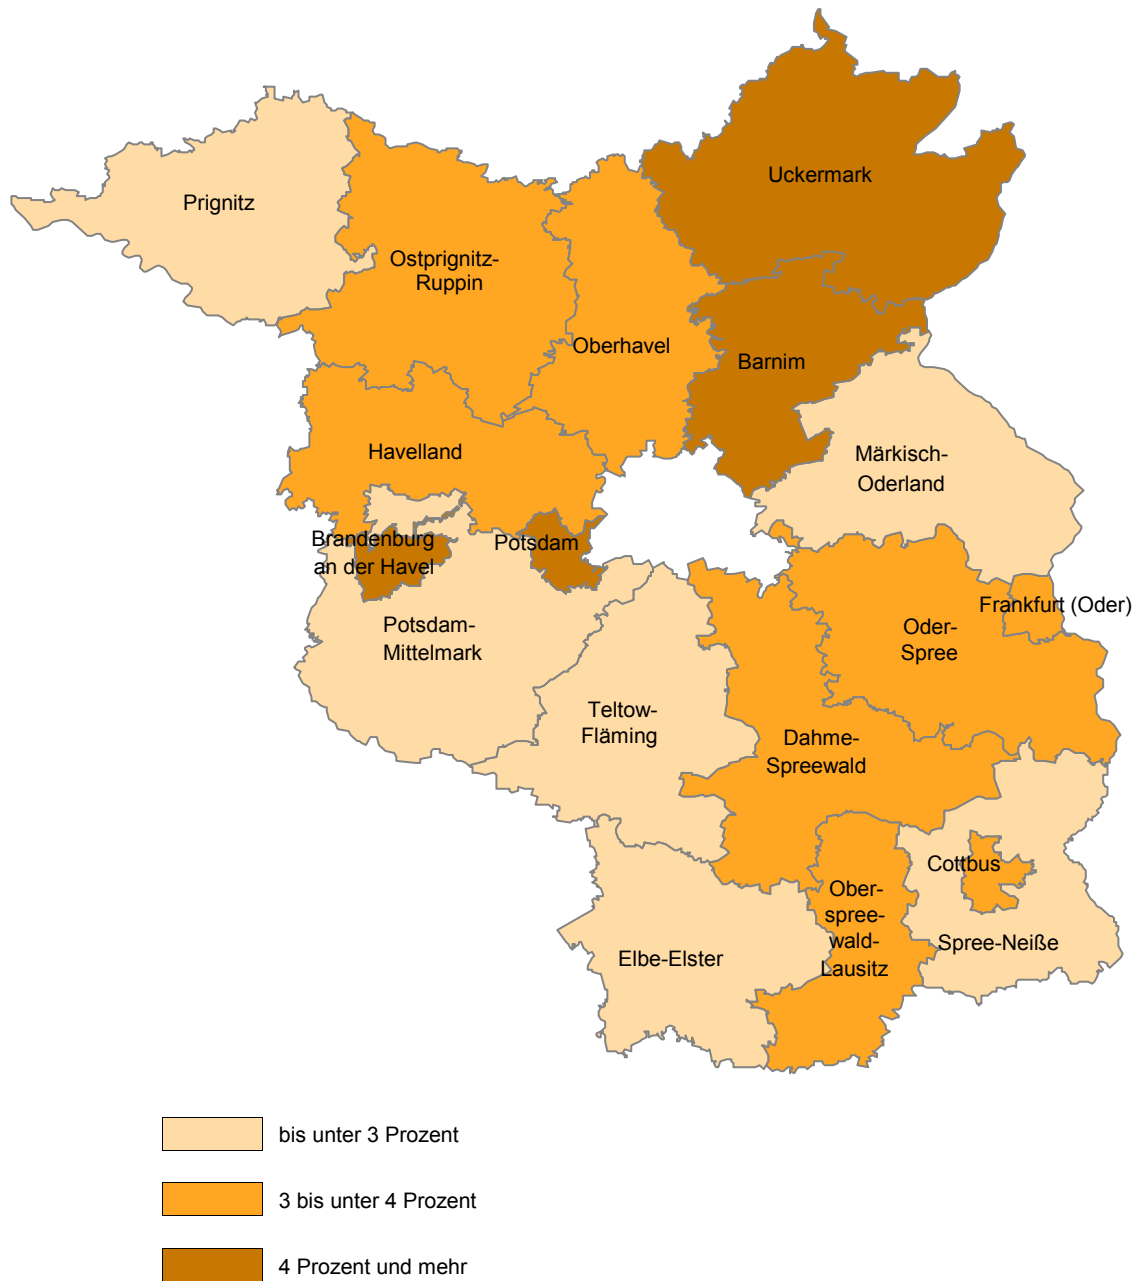 Uckermark
Prignitz
Ostprignitz-
Ruppin
Oberhavel
Barnim
Havelland
Märkisch-
Oderland
Brandenburg
an der Havel
Potsdam
Frankfurt (Oder)
Potsdam-
Mittelmark
Oder-
Spree
Teltow-
Fläming
Dahme-
Spreewald
Cottbus
Ober-
spree-
wald-
Lausitz
Spree-Neiße
Elbe-Elster
bis unter 3 Prozent
3 bis unter 4 Prozent
4 Prozent und mehr